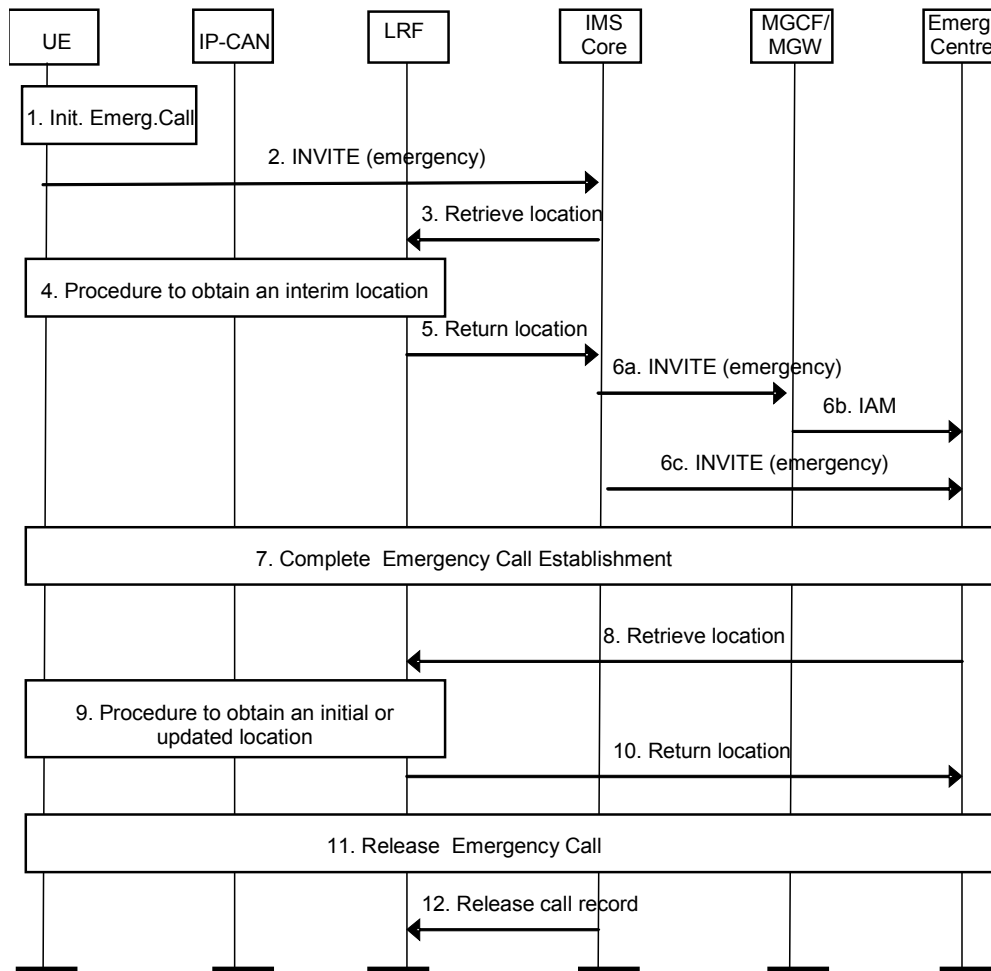 UE
IP-CAN
LRF
IMS
Core
MGCF/
MGW
Emerg.
Centre
1. Init. Emerg.Call
2. INVITE (emergency)
3. Retrieve location
4. Procedure to obtain an interim location
5. Return location
6a. INVITE (emergency)
6b. IAM
6c. INVITE (emergency)
7. Complete Emergency Call Establishment
8. Retrieve location
9. Procedure to obtain an initial or
updated location
10. Return location
11. Release Emergency Call
12. Release call record